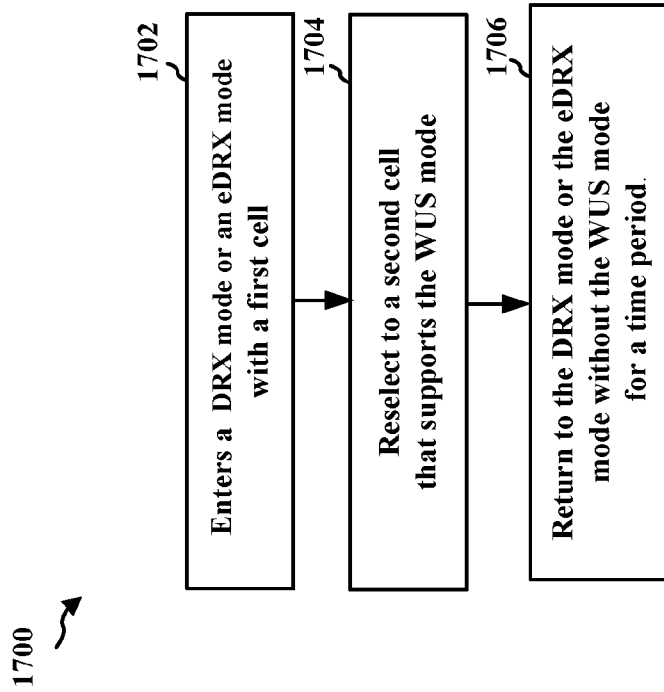 1700
1702
Enters a DRX mode or an eDRX mode
with a first cell
1704
Reselect to a second cell
that supports the WUS mode
1706
Return to the DRX mode or the eDRX
mode without the WUS mode
for a time period.